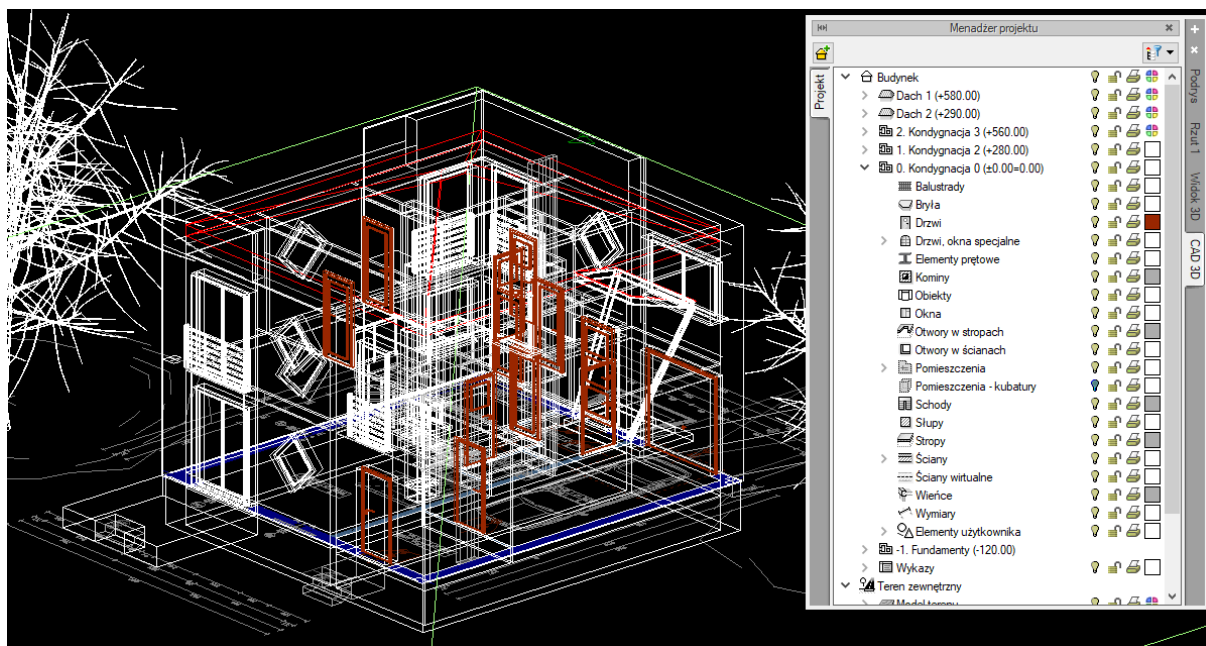 Menadżer projektu
Projekt
Budynek
Dach 1 (+580.00)
Dach 2 (+290.00)
2. Kondygnacja 3 (+560.00)
1. Kondygnacja 2 (+280.00)
0. Kondygnacja 0 (±0.00=0.00)
Balustrady
Bryła
Drzwi
Drzwi, okna specjalne
Elementy prętowe
Kominy
Obiekty
Okna
Otwory w stropach
Otwory w ścianach
Pomieszczenia
Pomieszczenia - kubatury
Schody
Słupy
Stropy
Ściany
Ściany wirtualne
Wieńce
Wymiary
Elementy użytkownika
-1. Fundamenty (-120.00)
Wykazy
Teren zewnętrzny
Model terenu
Podrys
Rzut 1
Widok 3D
CAD 3D